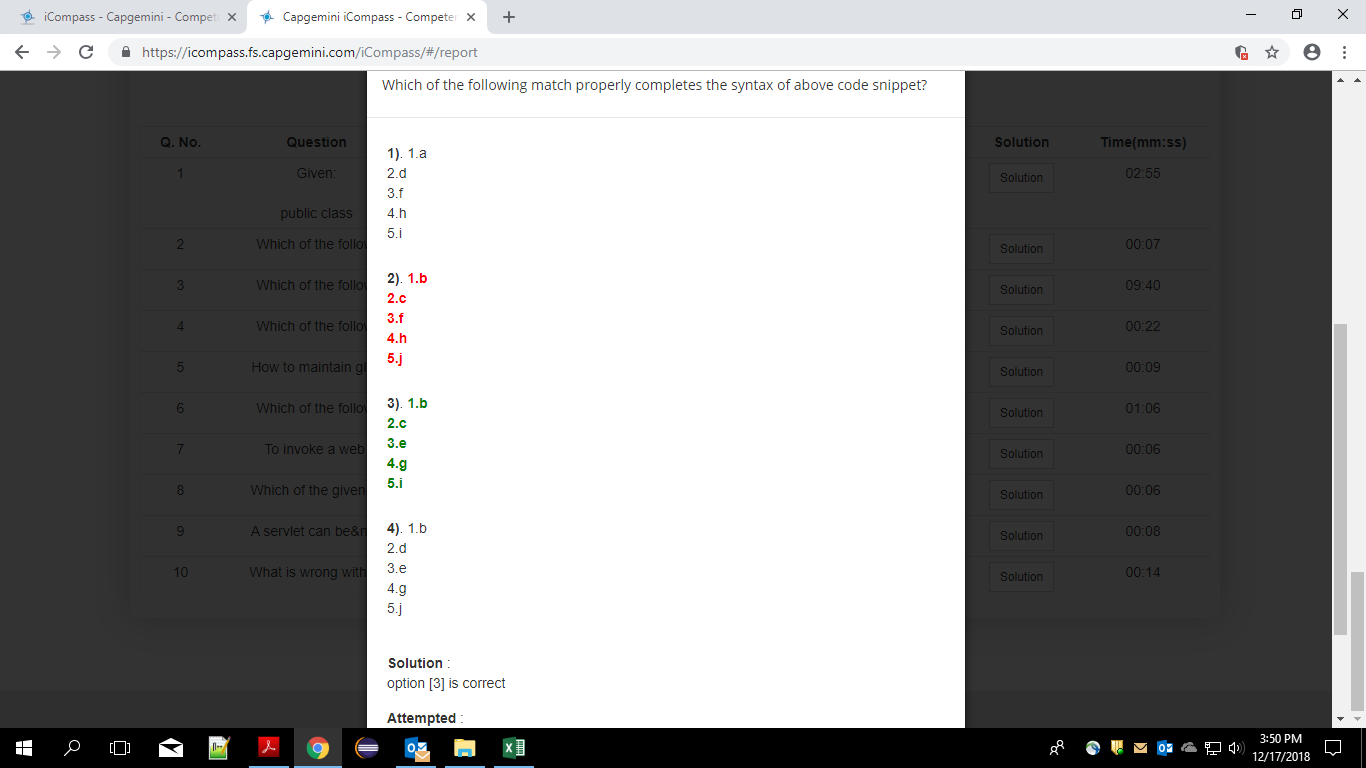 iCompass - Capgemini - Compet
Capgemini iCompass - Competer
https://icompass.fs.capgemini.com/iCompass/#/report
Which of the following match properly completes the syntax of above code snippet?
Q. No.
Question
Solution
Time(mm:ss)
1
Given:
public class
Solution
02:55
2
Which of the follo
Solution
00:07
3
Which of the follo
Solution
09:40
4
Which of the follo
Solution
00:22
5
How to maintain gl
Solution
00:09
6
Which of the follo
Solution
01:06
7
To invoke a web
Solution
00:06
8
Which of the given
Solution
00:06
9
A servlet can be&n
Solution
00:08
10
What is wrong with
Solution
00:14
1). 1.a
2.d
3.f
4.h
5.i
2). 1.b
2.c
3.f
4.h
5.j
3). 1.b
2.c
3.e
4.g
5.i
4). 1.b
2.d
3.e
4.g
5.j
Solution :
option [3] is correct
Attempted :
3:50 PM
12/17/2018